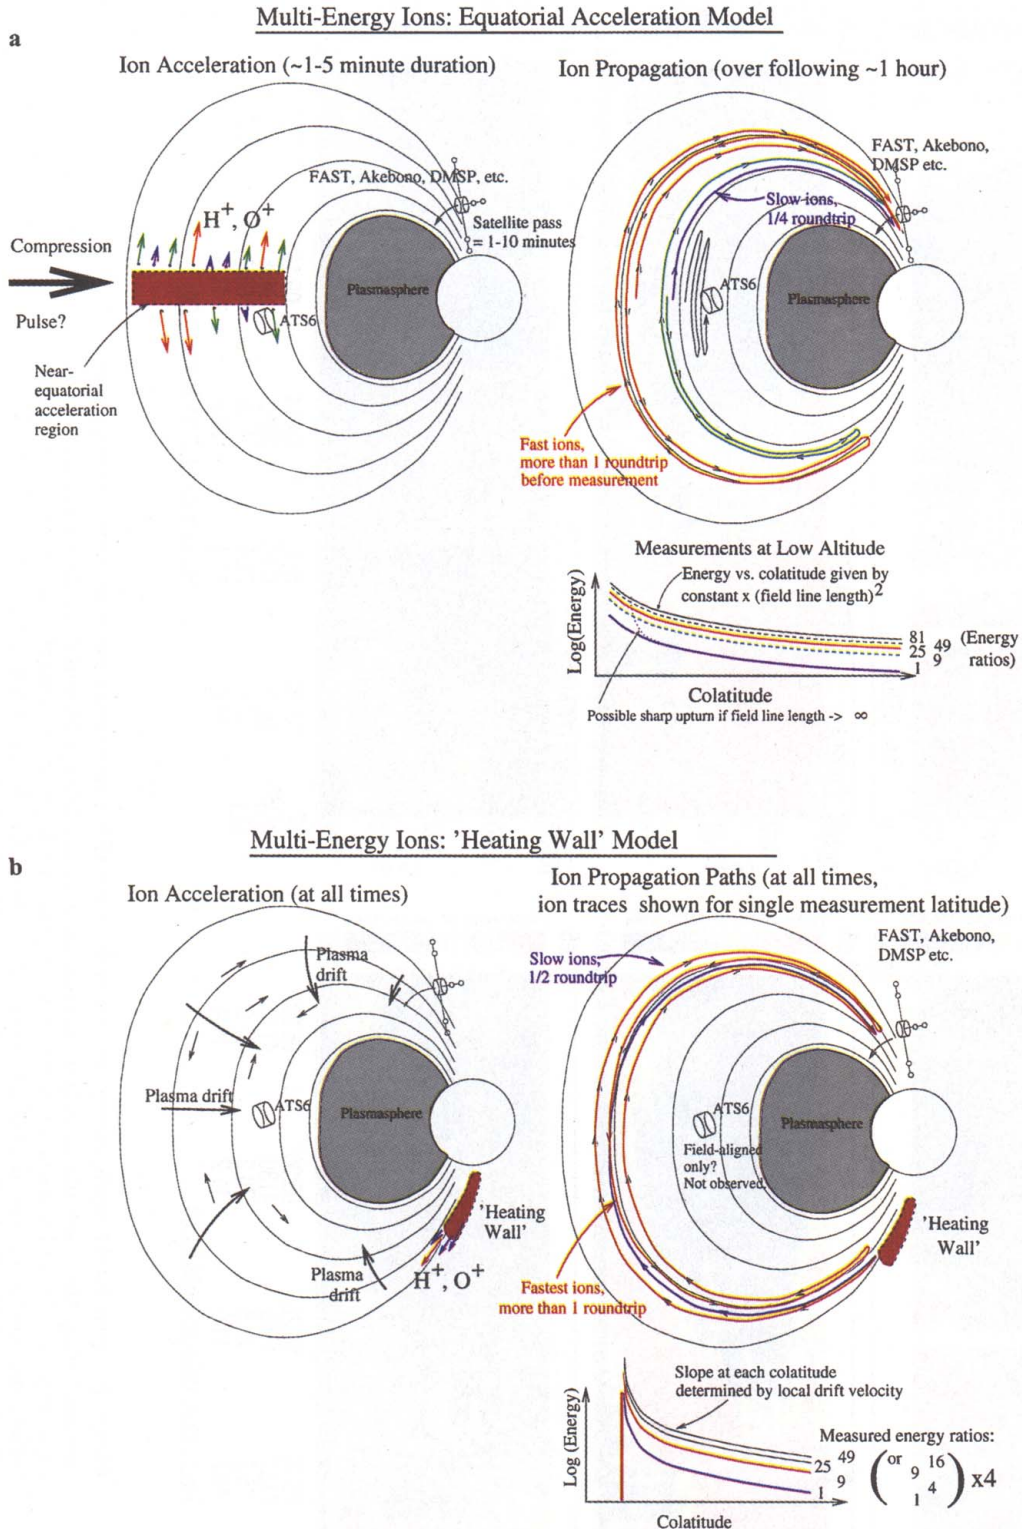 Multi-Energy Ions: Equatorial Acceleration Model
a
Ion Acceleration (~1-5 minute duration)
FAST, Akebono, DMSP, etc.
H+, O+
Satellite pass
= 1-10 minutes
Compression
Pulse?
Plasmasphere
ATS6
Near-
equatorial
acceleration
region
Ion Propagation (over following ~1 hour)
FAST, Akebono,
DMSP etc.
Slow ions,
1/4 roundtrip
ATS6
Plasmasphere
Fast ions,
more than 1 roundtrip
before measurement
Measurements at Low Altitude
Energy vs. colatitude given by
constant x (field line length)2
Log(Energy)
81 (Energy
25 49
1 9 ratios)
Colatitude
Possible sharp upturn if field line length -> ∞
Multi-Energy Ions: 'Heating Wall' Model
b
Ion Acceleration (at all times)
Plasma
drift
Plasma drift
ATS6
Plasmasphere
'Heating
Wall'
H+, O+
Plasma
drift
Ion Propagation Paths (at all times,
ion traces shown for single measurement latitude)
FAST, Akebono,
DMSP etc.
Slow ions,
1/2 roundtrip
ATS6
Plasmasphere
Field-aligned
only?
Not observed.
'Heating
Wall'
Fastest ions,
more than 1 roundtrip
Slope at each colatitude
determined by local drift velocity
Log (Energy)
Measured energy ratios:
25 49
1 9
(or 9 16
1 4) x4
Colatitude